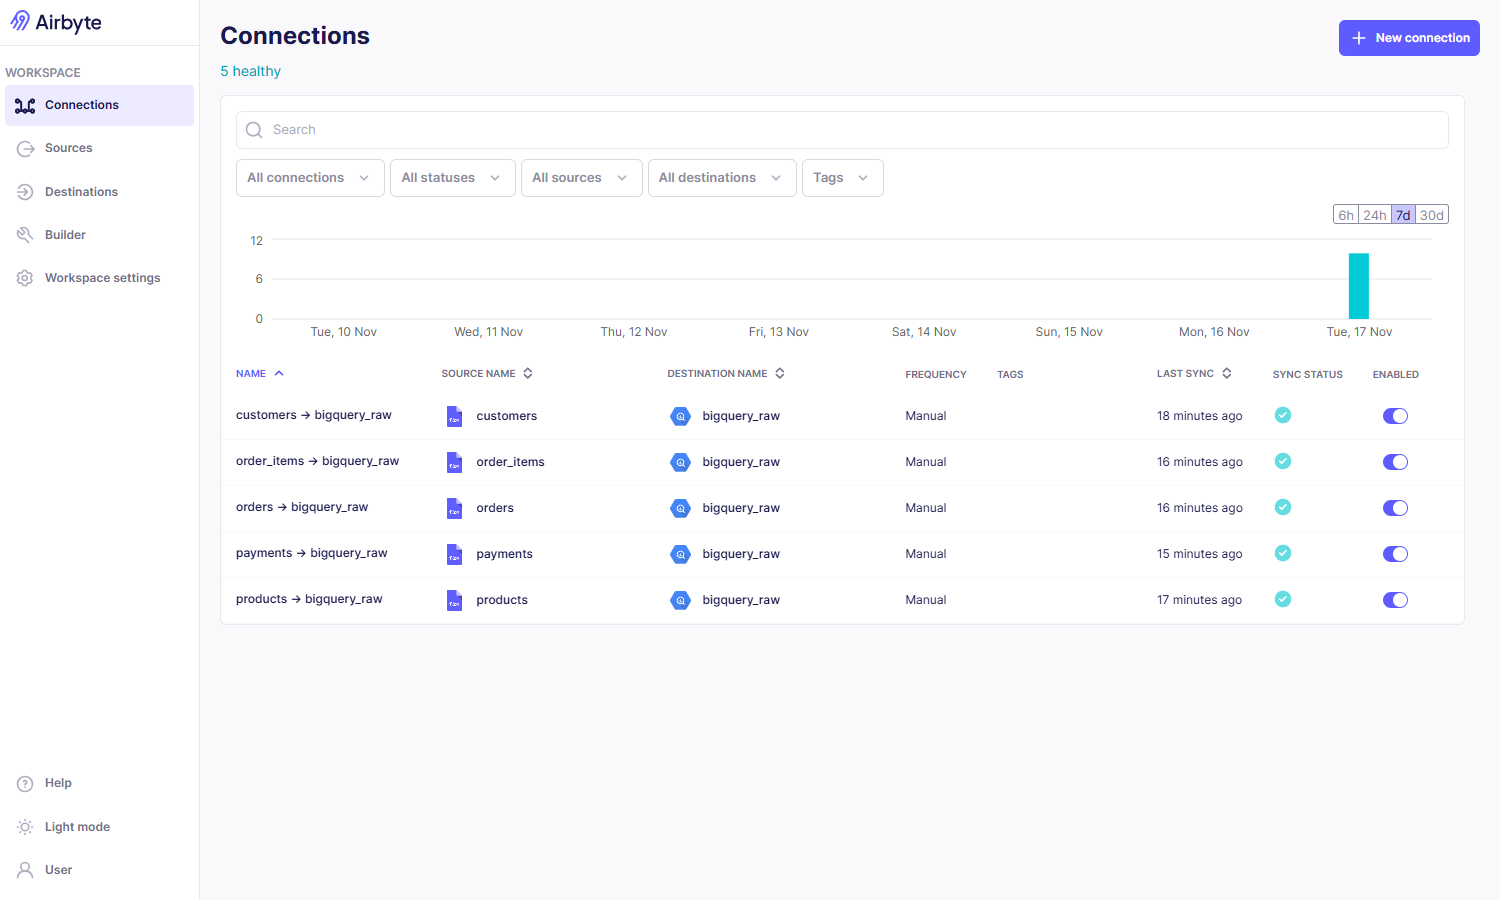 Airbyte
WORKSPACE
Connections
Sources
Destinations
Builder
Workspace settings
Help
Light mode
User
Connections
5 healthy
New connection
Search
All connections All statuses All sources All destinations Tags
6h 24h 7d 30d
12
6
0
Tue, 10 Nov Wed, 11 Nov Thu, 12 Nov Fri, 13 Nov Sat, 14 Nov Sun, 15 Nov Mon, 16 Nov Tue, 17 Nov
NAME SOURCE NAME DESTINATION NAME FREQUENCY TAGS LAST SYNC SYNC STATUS ENABLED
customers → bigquery_raw customers bigquery_raw Manual 18 minutes ago
order_items → bigquery_raw order_items bigquery_raw Manual 16 minutes ago
orders → bigquery_raw orders bigquery_raw Manual 16 minutes ago
payments → bigquery_raw payments bigquery_raw Manual 15 minutes ago
products → bigquery_raw products bigquery_raw Manual 17 minutes ago